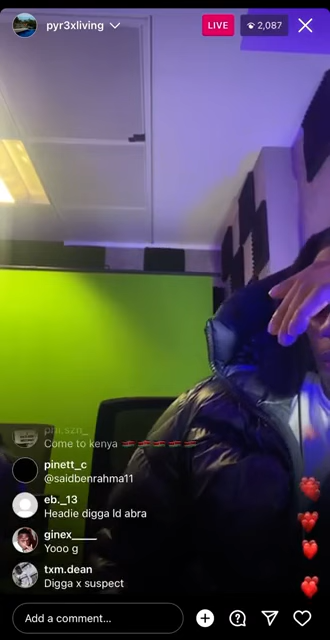 pyr3xliving
LIVE
2,087
Come to kenya 🇰🇪🇰🇪🇰🇪🇰🇪🇰🇪
pinett_c
@saidbenrahma11
eb._13
Headie digga ld abra
ginex____
Yooo g
txm.dean
Digga x suspect
Add a comment...